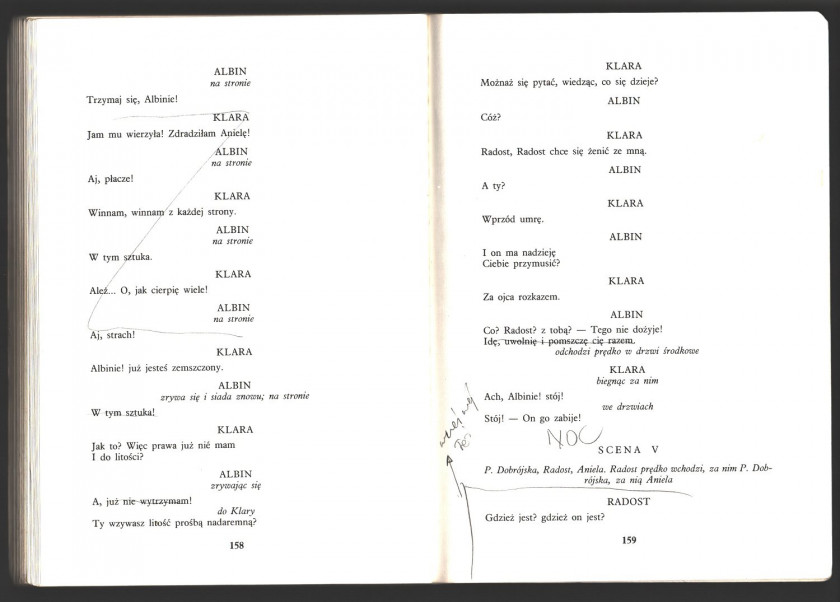 ALBIN
na stronie
Trzymaj się, Albinie!
KLARA
Jam mu wierzyła! Zdradziłam Anielę!
ALBIN
na stronie
Aj, płacze!
KLARA
Winnam, winnam z każdej strony.
ALBIN
na stronie
W tym sztuka.
KLARA
Ależ... O, jak cierpię wiele!
ALBIN
na stronie
Aj, strach!
KLARA
Albinie! już jesteś zemszczony.
ALBIN
zrywa się i siada znowu; na stronie
W tym sztuka!
KLARA
Jak to? Więc prawa już nié mam
I do litości?
ALBIN
zrywając się
A, już nie wytrzymam!
do Klary
Ty wzywasz litość prośbą nadaremną?
158
KLARA
Możnaż się pytać, wiedząc, co się dzieje?
ALBIN
Cóż?
KLARA
Radost, Radost chce się żenić ze mną.
ALBIN
A ty?
KLARA
Wprzód umrę.
ALBIN
I on ma nadzieję
Ciebie przymusić?
KLARA
Za ojca rozkazem.
ALBIN
Co? Radost? z tobą? — Tego nie dożyje!
Idę, uwolnię i pomszczę cię razem.
odchodzi prędko w drzwi środkowe
KLARA
biegnąc za nim
Ach, Albinie! stój!
we drzwiach
Stój! — On go zabije!
NOC
SCENA V
P. Dobrójska, Radost, Aniela. Radost prędko wchodzi, za nim P. Dob-
rójska, za nią Aniela
RADOST
Gdzież jest? gdzież on jest?
159